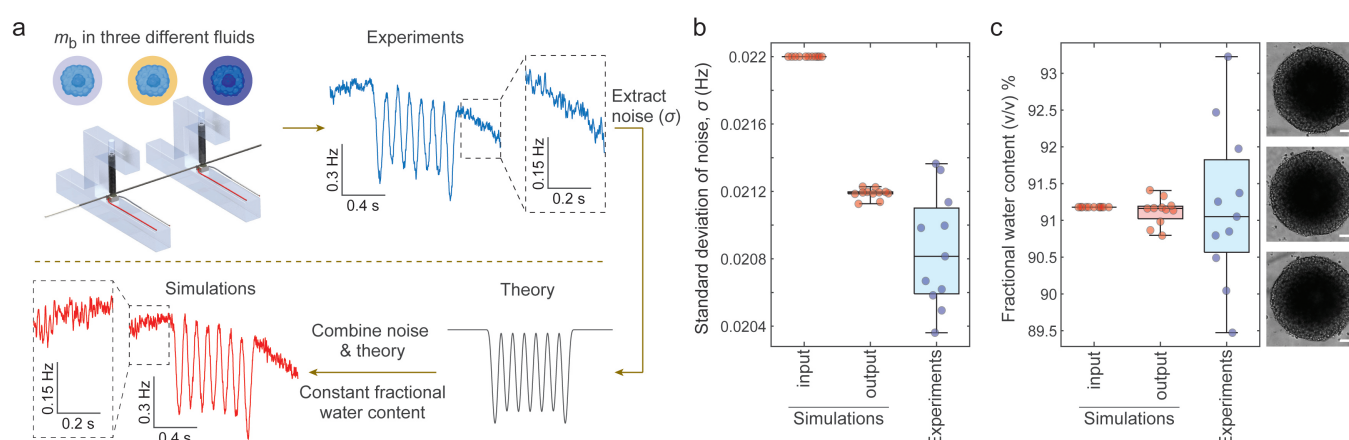 a
m_b in three different fluids
Experiments
0.3 Hz
0.4 s
0.15 Hz
0.2 s
Extract
noise (σ)
Simulations
Theory
0.15 Hz
0.2 s
0.3 Hz
0.4 s
Combine noise
& theory
Constant fractional
water content
b
Standard deviation of noise, σ (Hz)
0.022
0.0216
0.0212
0.0208
0.0204
input
output
Experiments
Simulations
c
Fractional water content (v/v) %
93
92.5
92
91.5
91
90.5
90
89.5
input
output
Experiments
Simulations